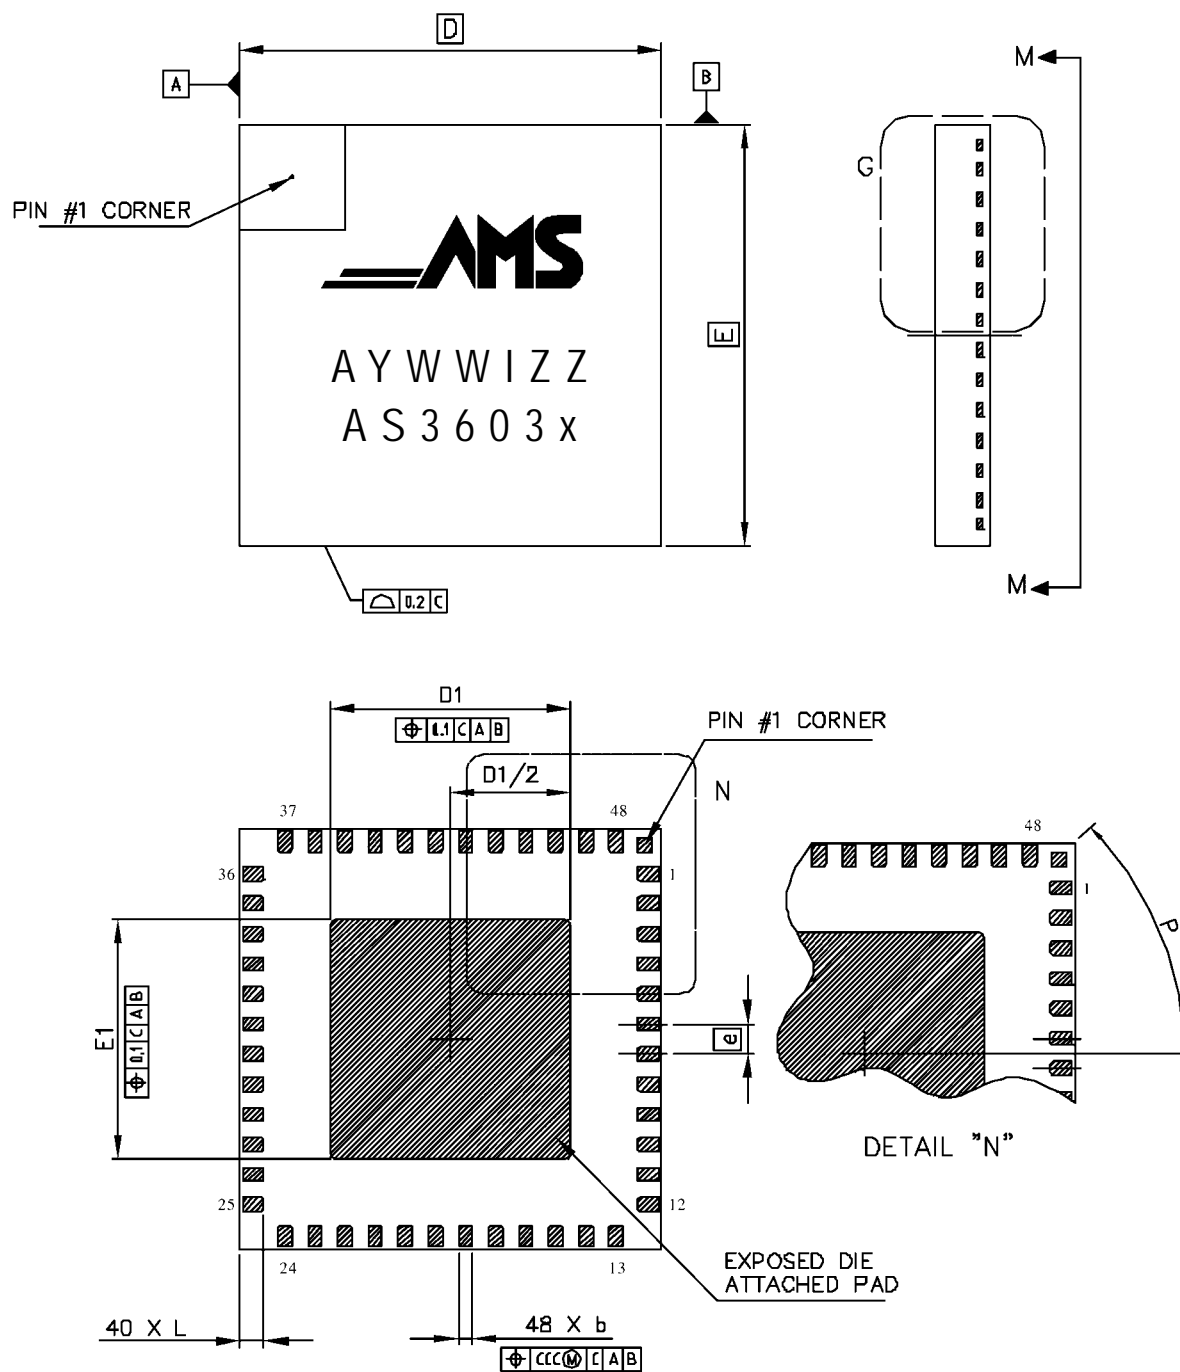 D
A
B
M
G
PIN #1 CORNER
AMS
E
AYWWIZZ
AS3603x
M
0.2 C
D1
0.1 C A B
PIN #1 CORNER
D1/2
N
37
48
48
36
1
1
P
E1
0.1 C A B
e
DETAIL "N"
25
12
24
13
EXPOSED DIE
ATTACHED PAD
40 X L
48 X b
CCC M C A B